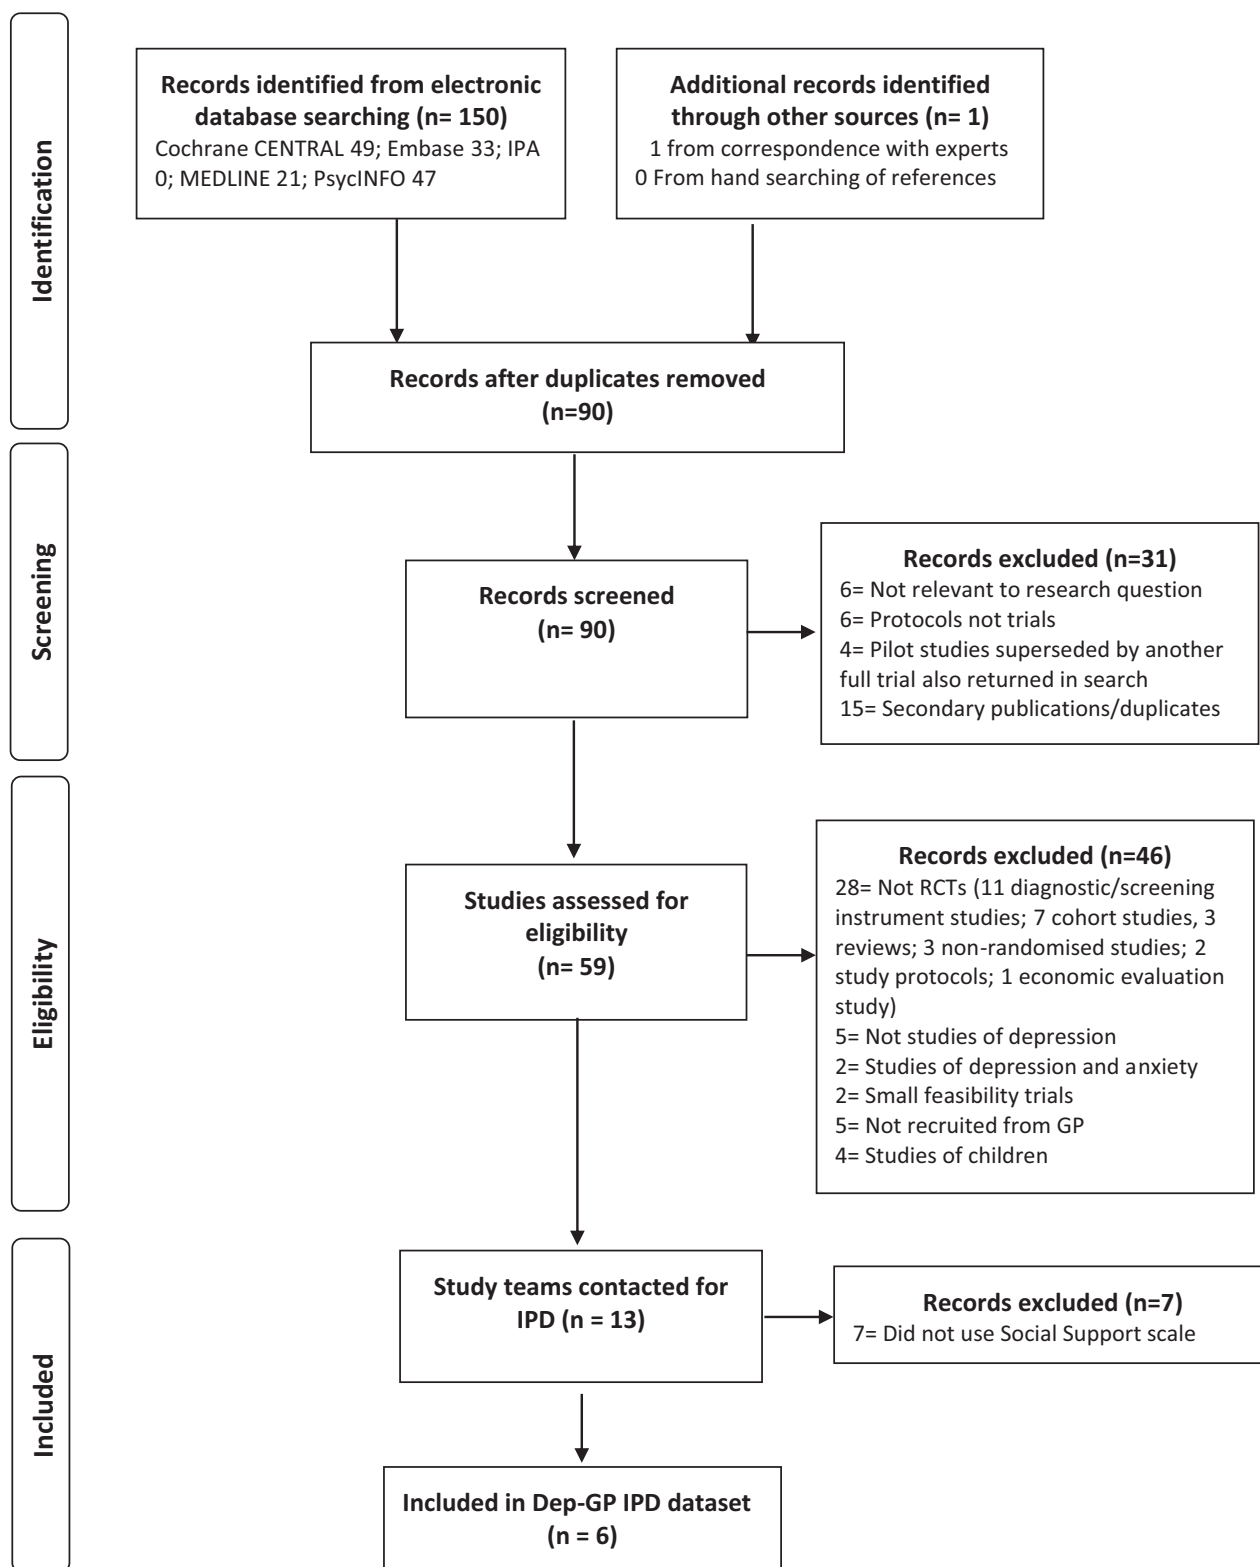 Identification
Records identified from electronic
database searching (n= 150)
Cochrane CENTRAL 49; Embase 33; IPA
0; MEDLINE 21; PsycINFO 47
Additional records identified
through other sources (n= 1)
1 from correspondence with experts
0 From hand searching of references
Records after duplicates removed
(n=90)
Screening
Records screened
(n= 90)
Records excluded (n=31)
6= Not relevant to research question
6= Protocols not trials
4= Pilot studies superseded by another
full trial also returned in search
15= Secondary publications/duplicates
Eligibility
Studies assessed for
eligibility
(n= 59)
Records excluded (n=46)
28= Not RCTs (11 diagnostic/screening
instrument studies; 7 cohort studies, 3
reviews; 3 non-randomised studies; 2
study protocols; 1 economic evaluation
study)
5= Not studies of depression
2= Studies of depression and anxiety
2= Small feasibility trials
5= Not recruited from GP
4= Studies of children
Included
Study teams contacted for
IPD (n = 13)
Records excluded (n=7)
7= Did not use Social Support scale
Included in Dep-GP IPD dataset
(n = 6)